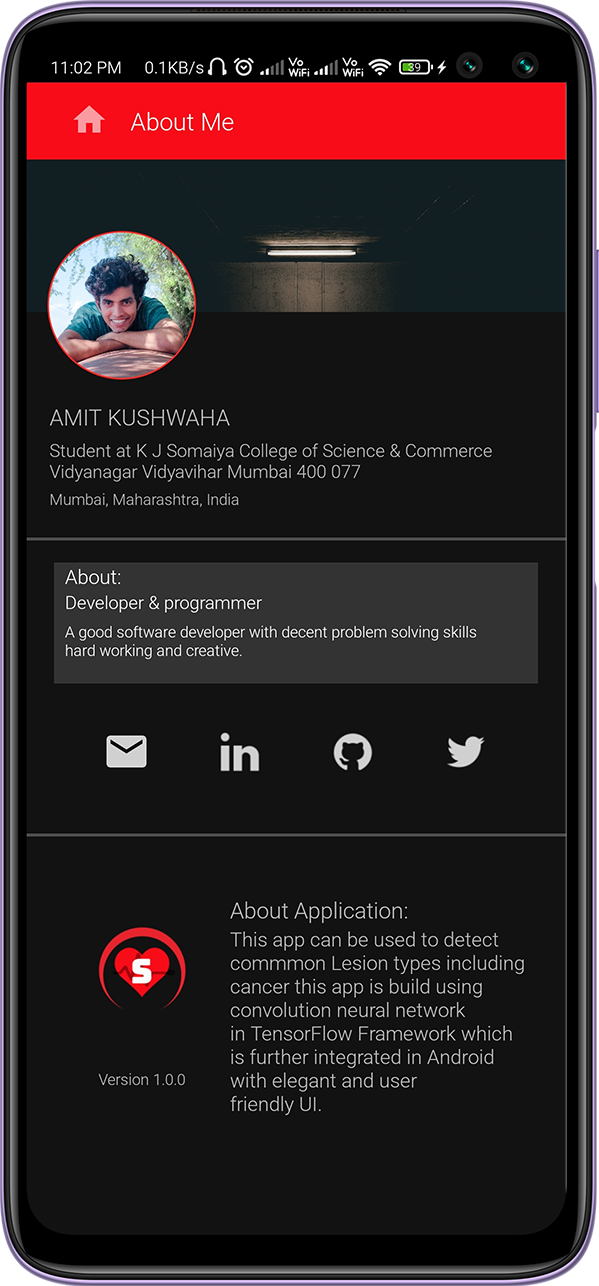 11:02 PM 0.1KB/s Vo WiFi Vo WiFi 39
About Me
AMIT KUSHWAHA
Student at K J Somaiya College of Science & Commerce
Vidyanagar Vidyavihar Mumbai 400 077
Mumbai, Maharashtra, India
About:
Developer & programmer
A good software developer with decent problem solving skills
hard working and creative.
in
About Application:
This app can be used to detect
commmon Lesion types including
cancer this app is build using
convolution neural network
in TensorFlow Framework which
is further integrated in Android
with elegant and user
friendly UI.
S
Version 1.0.0